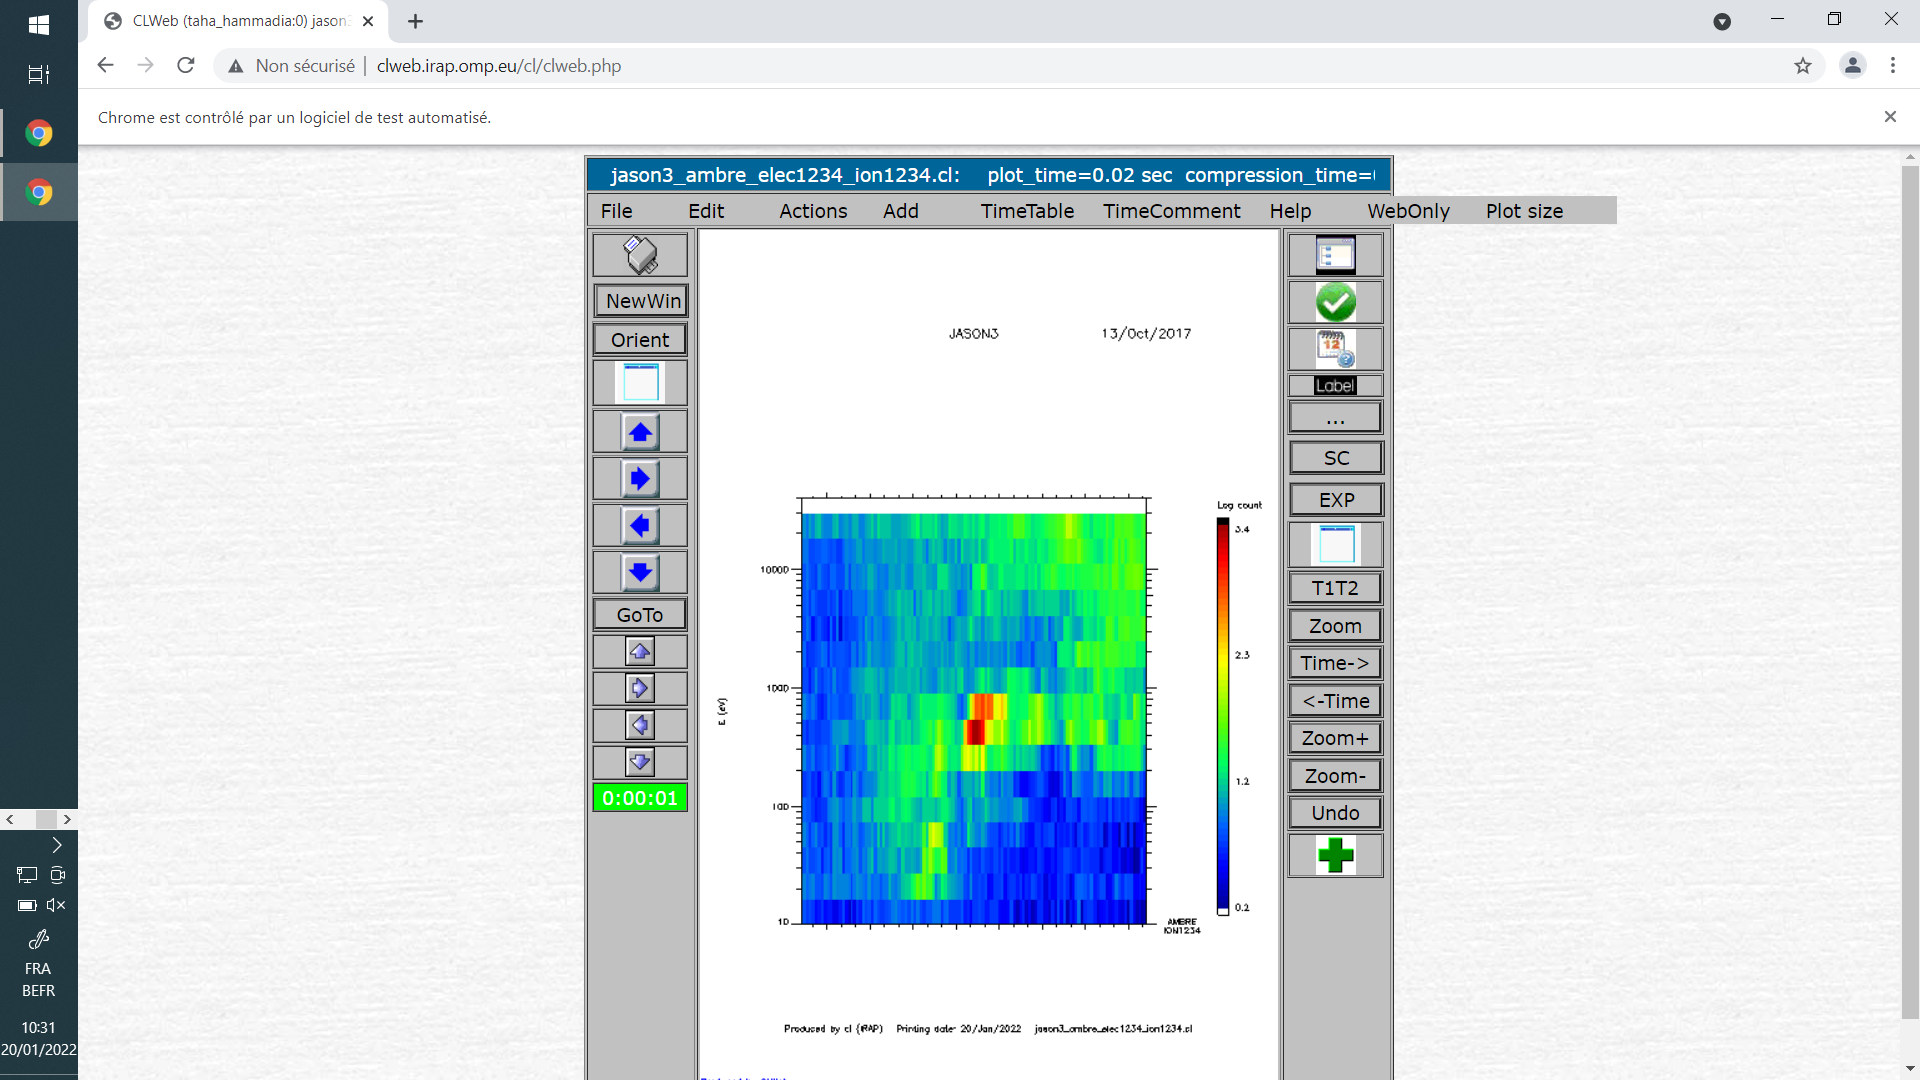 CLWeb (taha_hammadia:0) jason3
Non sécurisé | clweb.irap.omp.eu/cl/clweb.php
Chrome est contrôlé par un logiciel de test automatisé.
jason3_ambre_elec1234_ion1234.cl: plot_time=0.02 sec compression_time=
File Edit Actions Add TimeTable TimeComment Help WebOnly Plot size
NewWin
Orient
GoTo
0:00:01
JASON3 13/Oct/2017
Log count
3.4
2.3
1.2
0.2
10000
1000
100
10
E (eV)
AMBRE
ION1234
Produced by cl (IRAP) Printing date: 20/Jan/2022 jason3_ambre_elec1234_ion1234.cl
12
Label
...
SC
EXP
T1T2
Zoom
Time->
<-Time
Zoom+
Zoom-
Undo
FRA
BEFR
10:31
20/01/2022